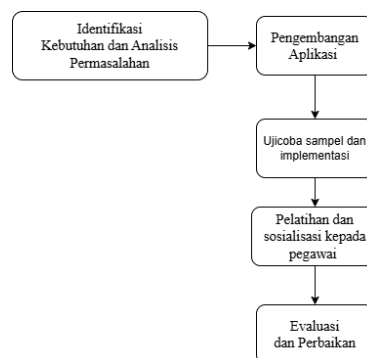 Identifikasi
Kebutuhan dan Analisis
Permasalahan
Pengembangan
Aplikasi
Ujicoba sampel dan
implementasi
Pelatihan dan
sosialisasi kepada
pegawai
Evaluasi
dan Perbaikan